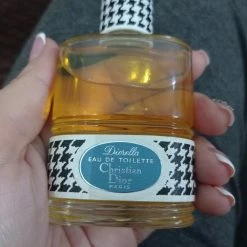 Diorella
EAU DE TOILETTE
Christian
Dior
PARIS